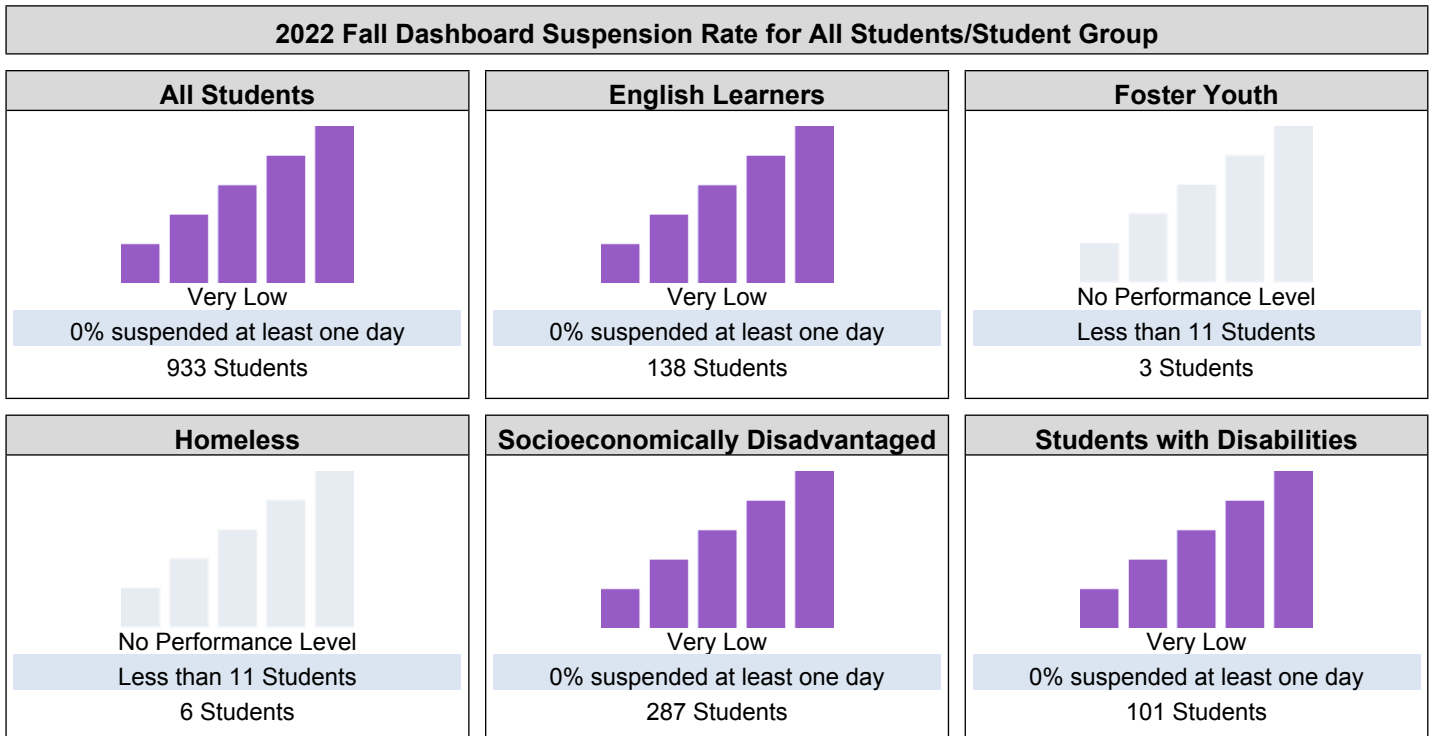 2022 Fall Dashboard Suspension Rate for All Students/Student Group
All Students
Very Low
0% suspended at least one day
933 Students
English Learners
Very Low
0% suspended at least one day
138 Students
Foster Youth
No Performance Level
Less than 11 Students
3 Students
Homeless
No Performance Level
Less than 11 Students
6 Students
Socioeconomically Disadvantaged
Very Low
0% suspended at least one day
287 Students
Students with Disabilities
Very Low
0% suspended at least one day
101 Students